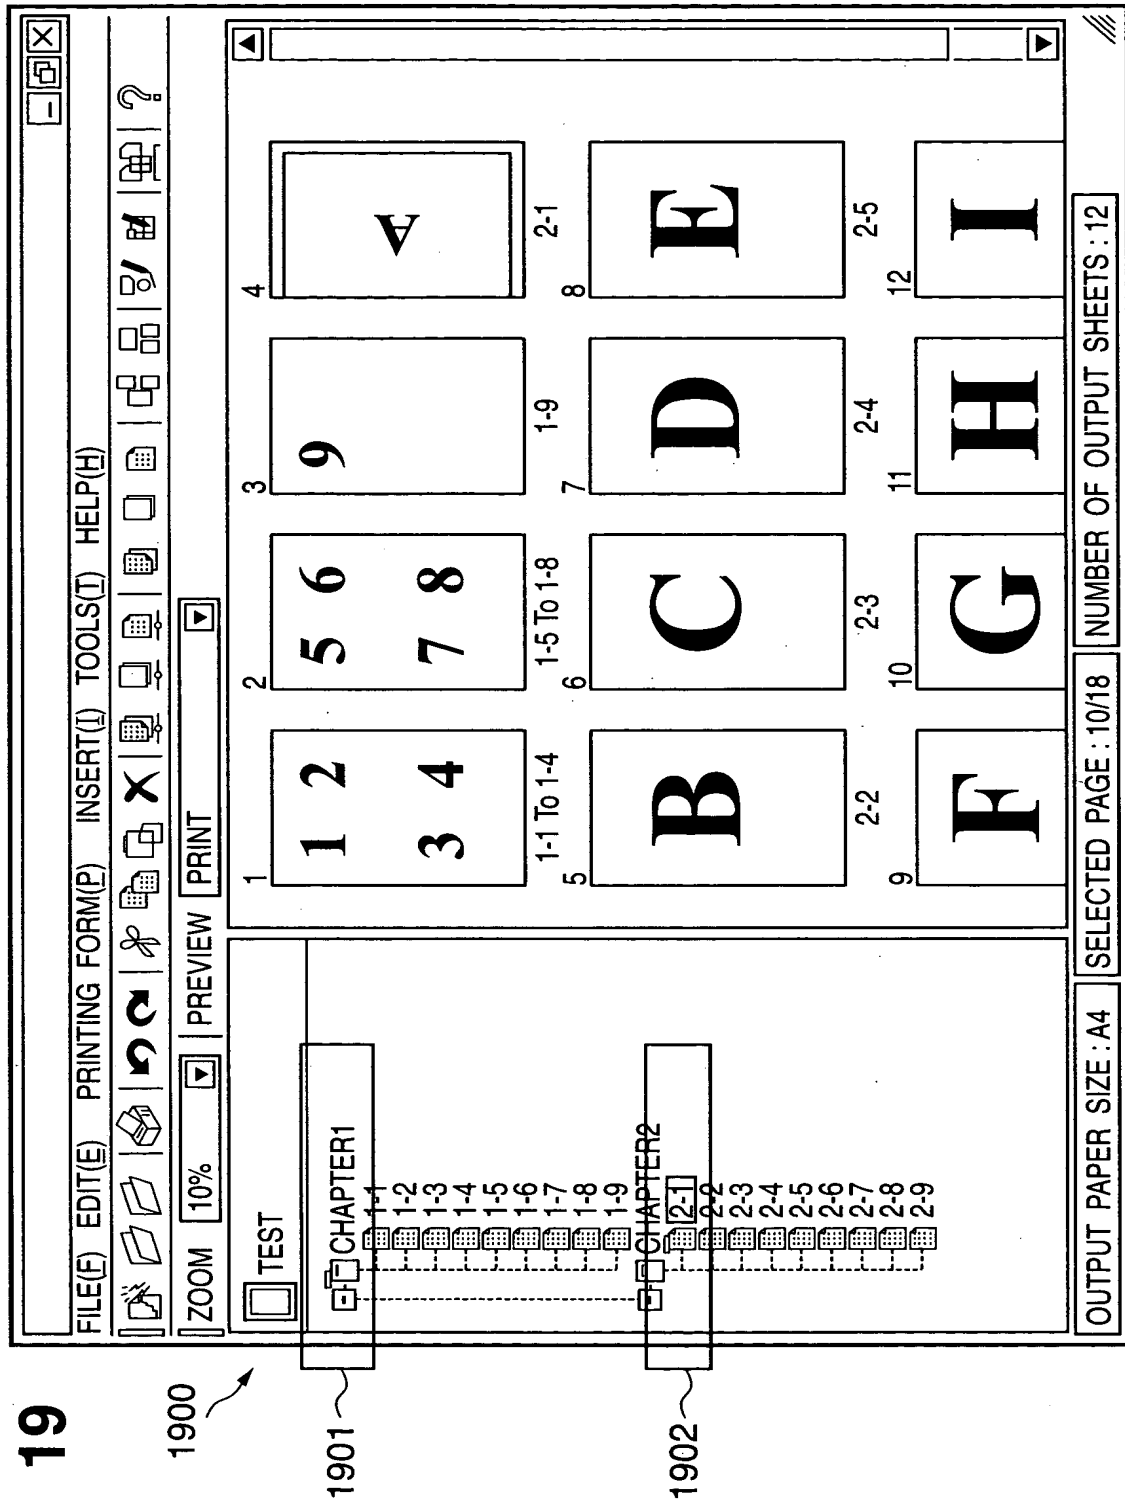 19
1900
1901
1902
FILE(F) EDIT(E) PRINTING FORM(P) INSERT(I) TOOLS(T) HELP(H)
?
ZOOM 10% PREVIEW PRINT
TEST
CHAPTER1
1-1
1-2
1-3
1-4
1-5
1-6
1-7
1-8
1-9
CHAPTER2
2-1
2-2
2-3
2-4
2-5
2-6
2-7
2-8
2-9
1 2 3 4
1 2 5 6 9 A
3 4 7 8
1-1 To 1-4 1-5 To 1-8 1-9 2-1
5 6 7 8
B C D E
2-2 2-3 2-4 2-5
9 10 11 12
F G H I
OUTPUT PAPER SIZE : A4 SELECTED PAGE : 10/18 NUMBER OF OUTPUT SHEETS : 12